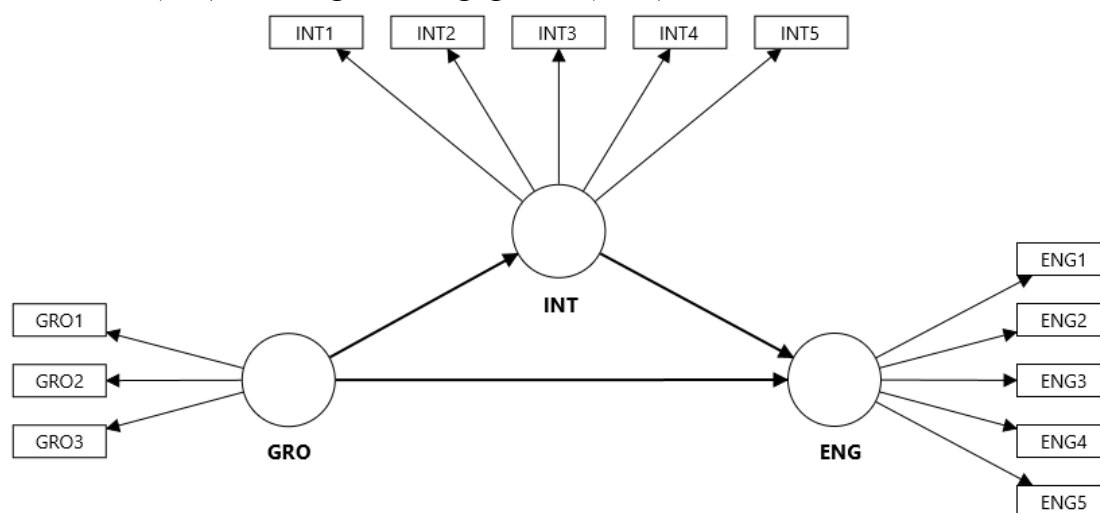 INT1 INT2 INT3 INT4 INT5
INT
ENG1
ENG2
ENG3
ENG4
ENG5
GRO1
GRO2
GRO3
GRO
ENG